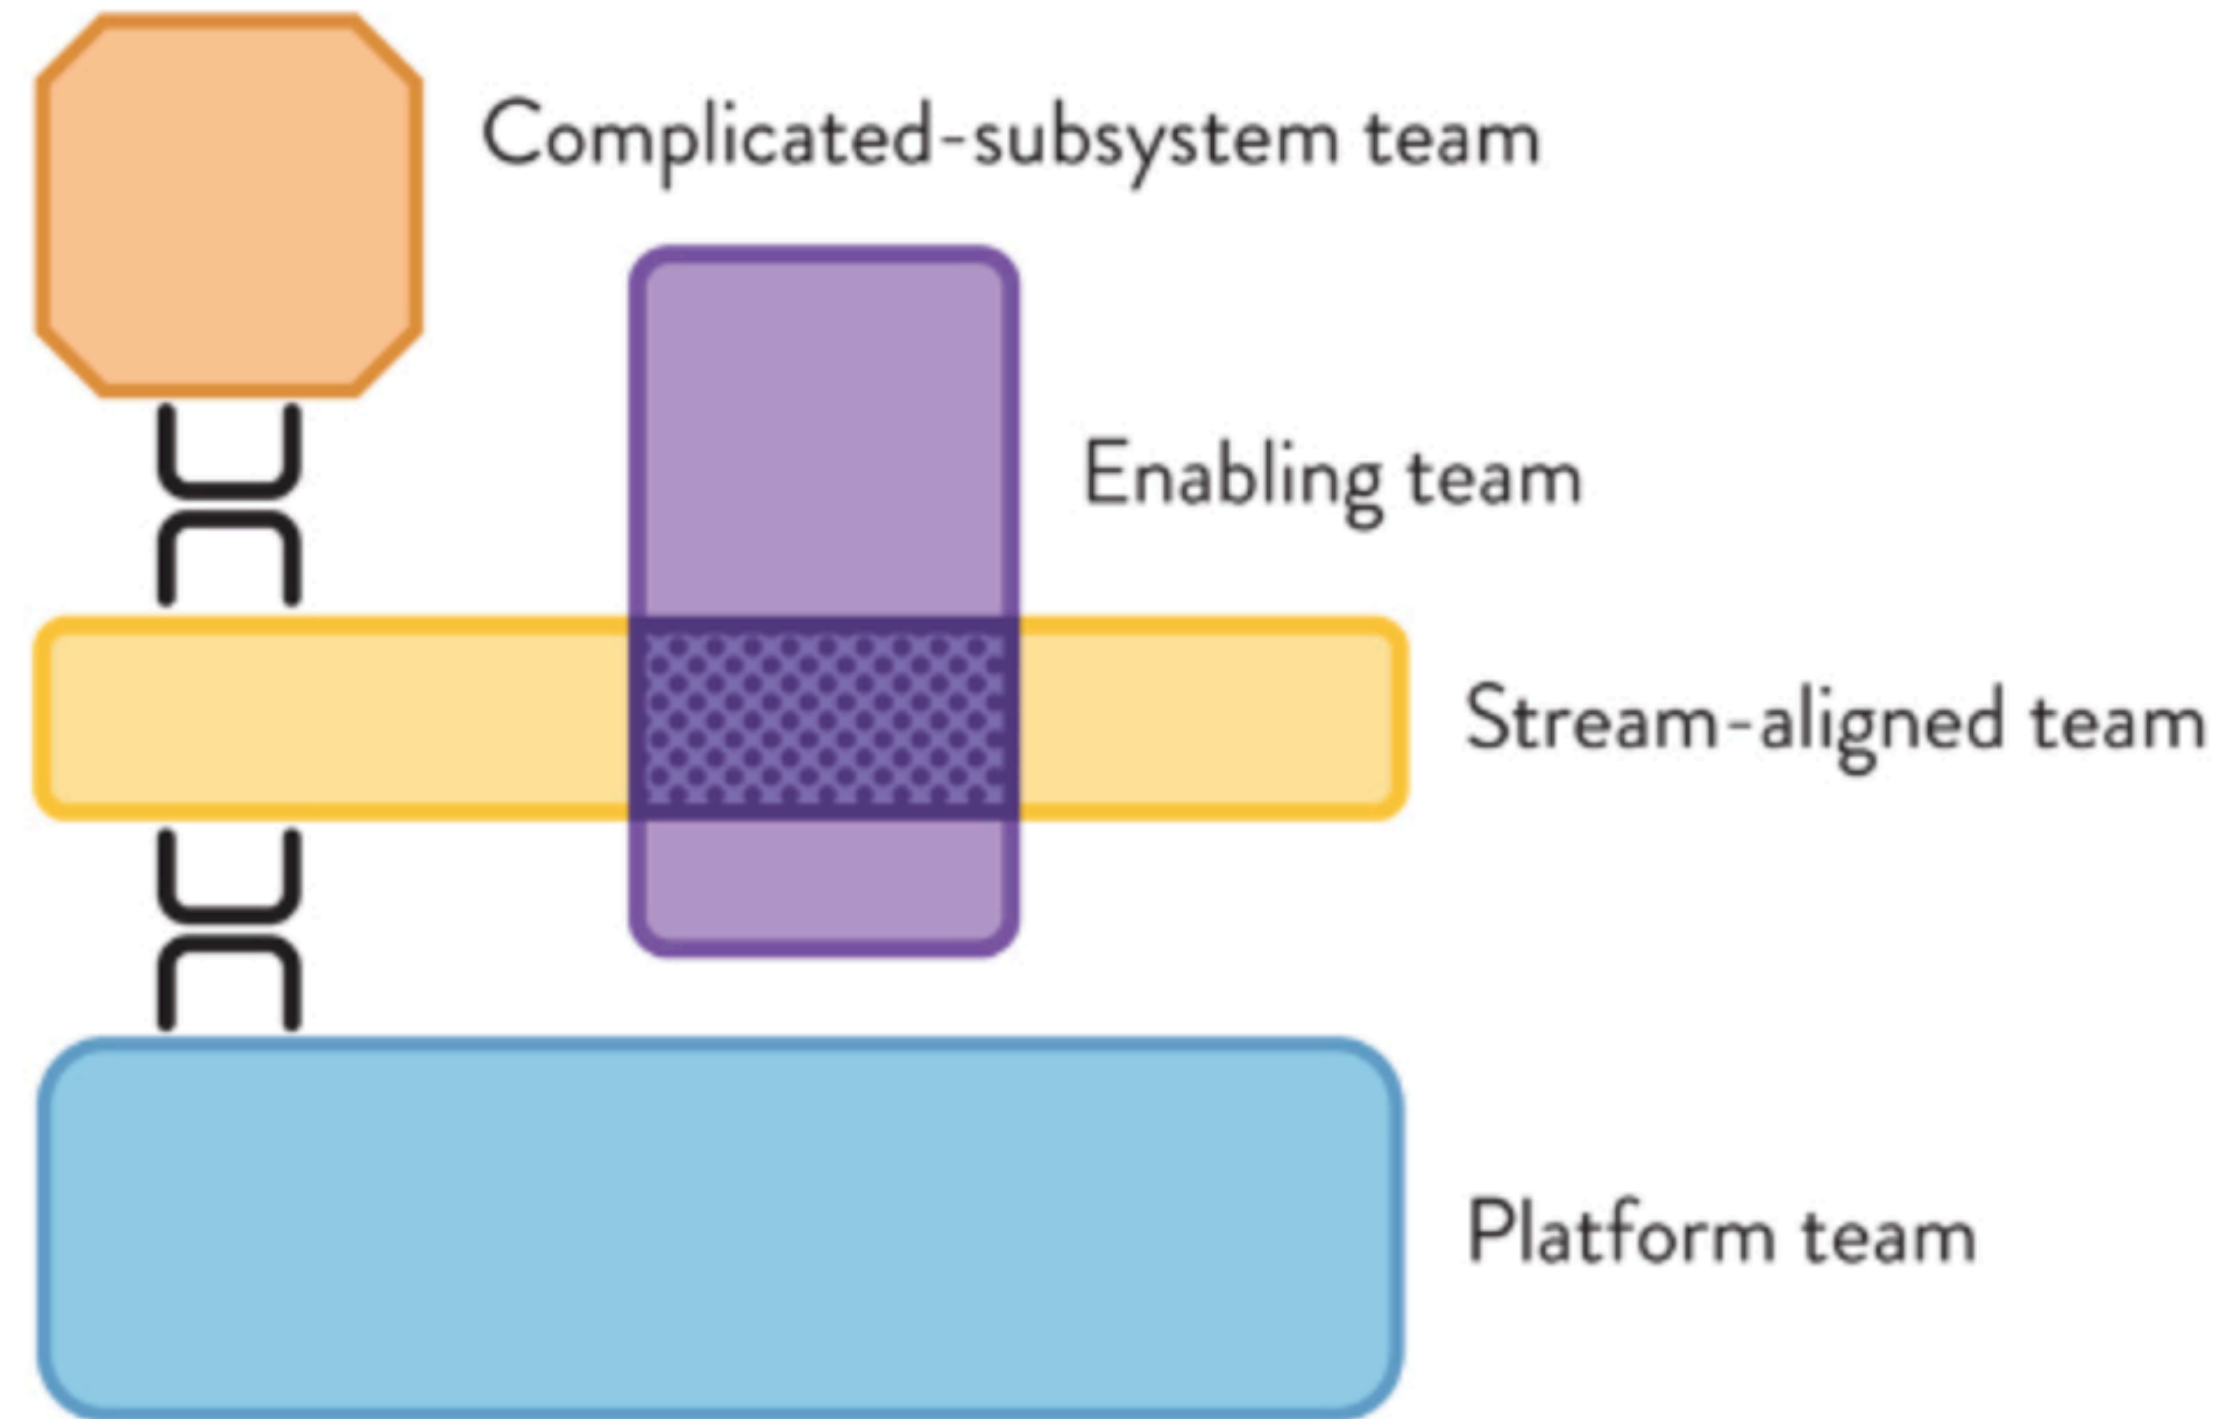 Complicated-subsystem team
Enabling team
Stream-aligned team
Platform team